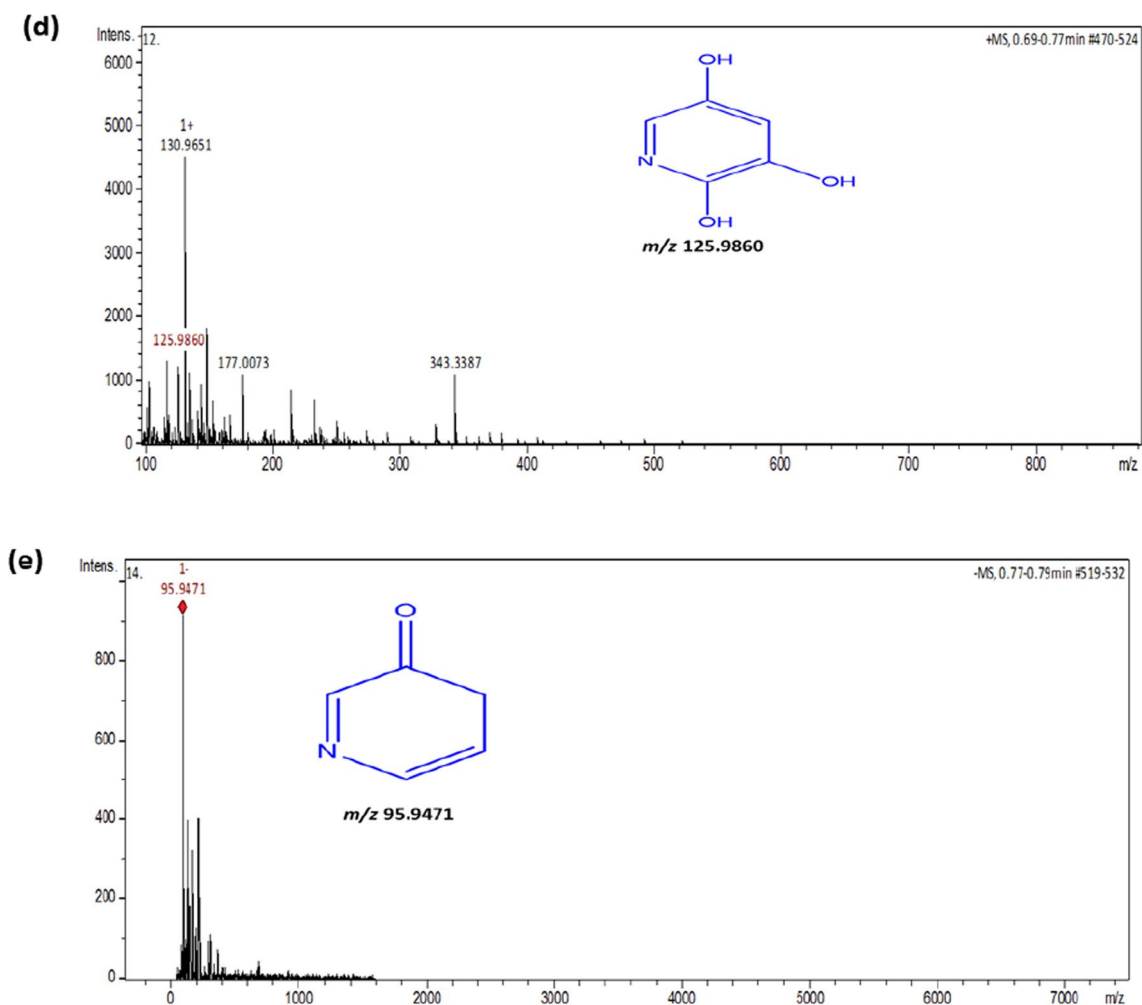 (d)
Intens.
12.
+MS, 0.69-0.77min #470-524
6000
5000
4000
3000
2000
1000
0
1+
130.9651
125.9860
177.0073
343.3387
OH
N
OH
OH
m/z 125.9860
100
200
300
400
500
600
700
800
m/z
(e)
Intens.
14.
-MS, 0.77-0.79min #519-532
1-
95.9471
800
600
400
200
0
O
N
m/z 95.9471
0
1000
2000
3000
4000
5000
6000
7000
m/z